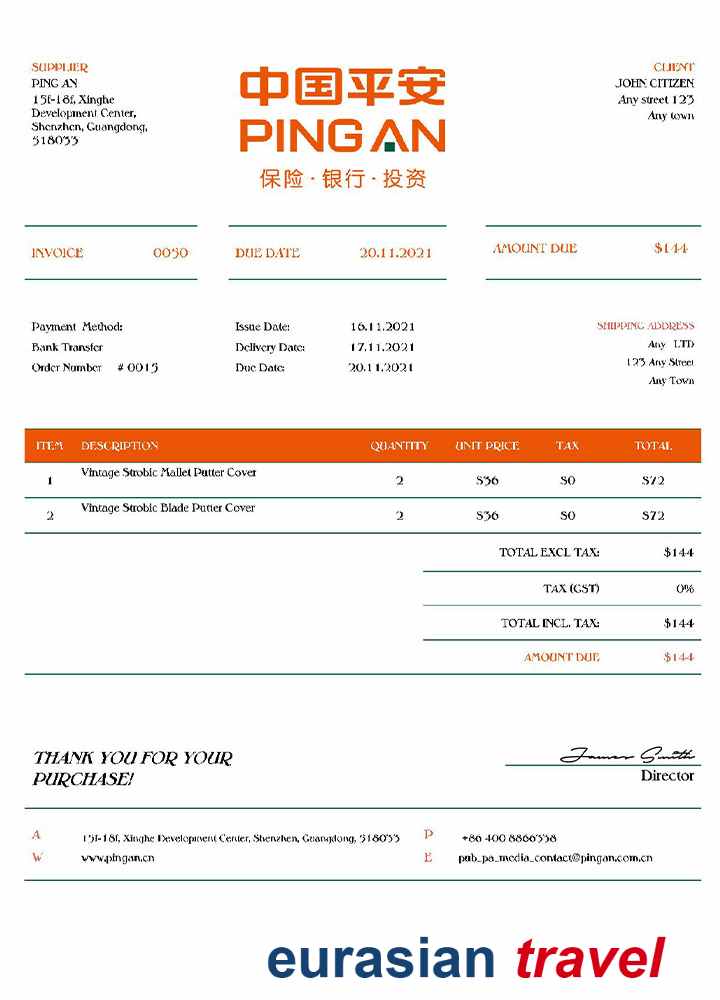 SUPPLIER
PING AN
15f-18f, Xinghe
Development Center,
Shenzhen, Guangdong,
518033
中国平安
PING AN
保险·银行·投资
CLIENT
JOHN CITIZEN
Any street 123
Any town
INVOICE 0030
DUE DATE 20.11.2021
AMOUNT DUE $144
Payment Method:
Bank Transfer
Order Number # 0015
Issue Date: 16.11.2021
Delivery Date: 17.11.2021
Due Date: 20.11.2021
SHIPPING ADDRESS
Any LTD
123 Any Street
Any Town
ITEM DESCRIPTION QUANTITY UNIT PRICE TAX TOTAL
1 Vintage Strobic Mallet Putter Cover 2 $36 $0 $72
2 Vintage Strobic Blade Putter Cover 2 $36 $0 $72
TOTAL EXCL TAX: $144
TAX (GST) 0%
TOTAL INCL. TAX: $144
AMOUNT DUE $144
THANK YOU FOR YOUR
PURCHASE!
James Smith
Director
A 15f-18f, Xinghe Development Center, Shenzhen, Guangdong, 518033 P +86 400 8866338
W www.pingan.cn E pub_pa_media_contact@pingan.com.cn
eurasian travel